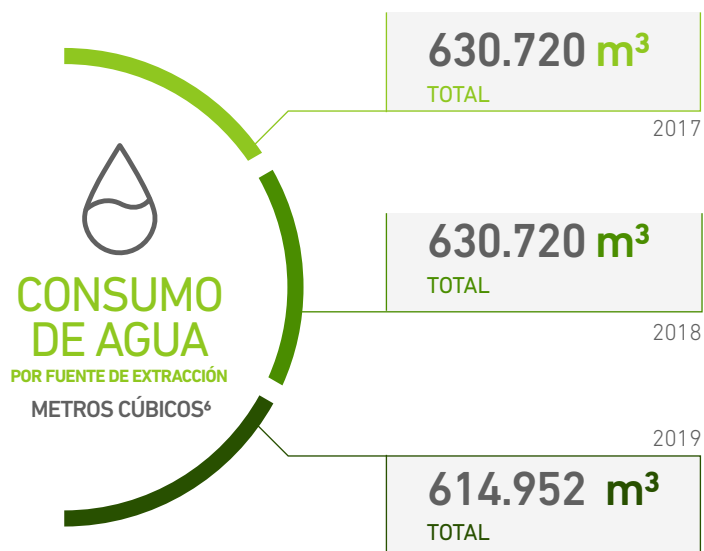 CONSUMO
DE AGUA
POR FUENTE DE EXTRACCIÓN
METROS CÚBICOS⁶
630.720 m³
TOTAL
2017
630.720 m³
TOTAL
2018
2019
614.952 m³
TOTAL